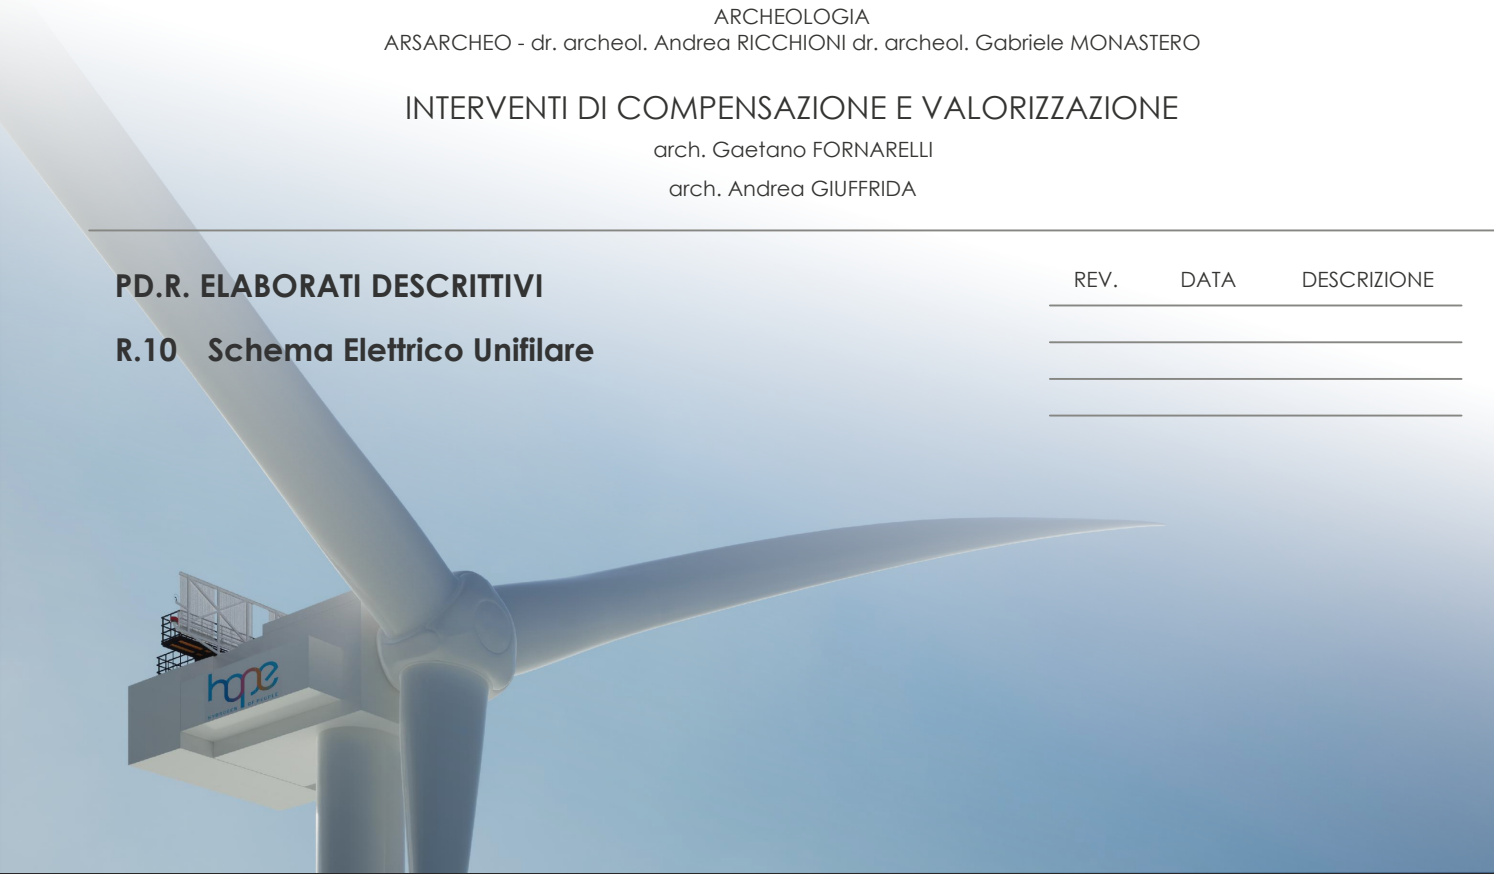 ARCHEOLOGIA
ARSARCHEO - dr. archeol. Andrea RICCHIONI dr. archeol. Gabriele MONASTERO
INTERVENTI DI COMPENSAZIONE E VALORIZZAZIONE
arch. Gaetano FORNARELLI
arch. Andrea GIUFFRIDA
PD.R. ELABORATI DESCRITTIVI
R.10 Schema Elettrico Unifilare
REV. DATA DESCRIZIONE
hope